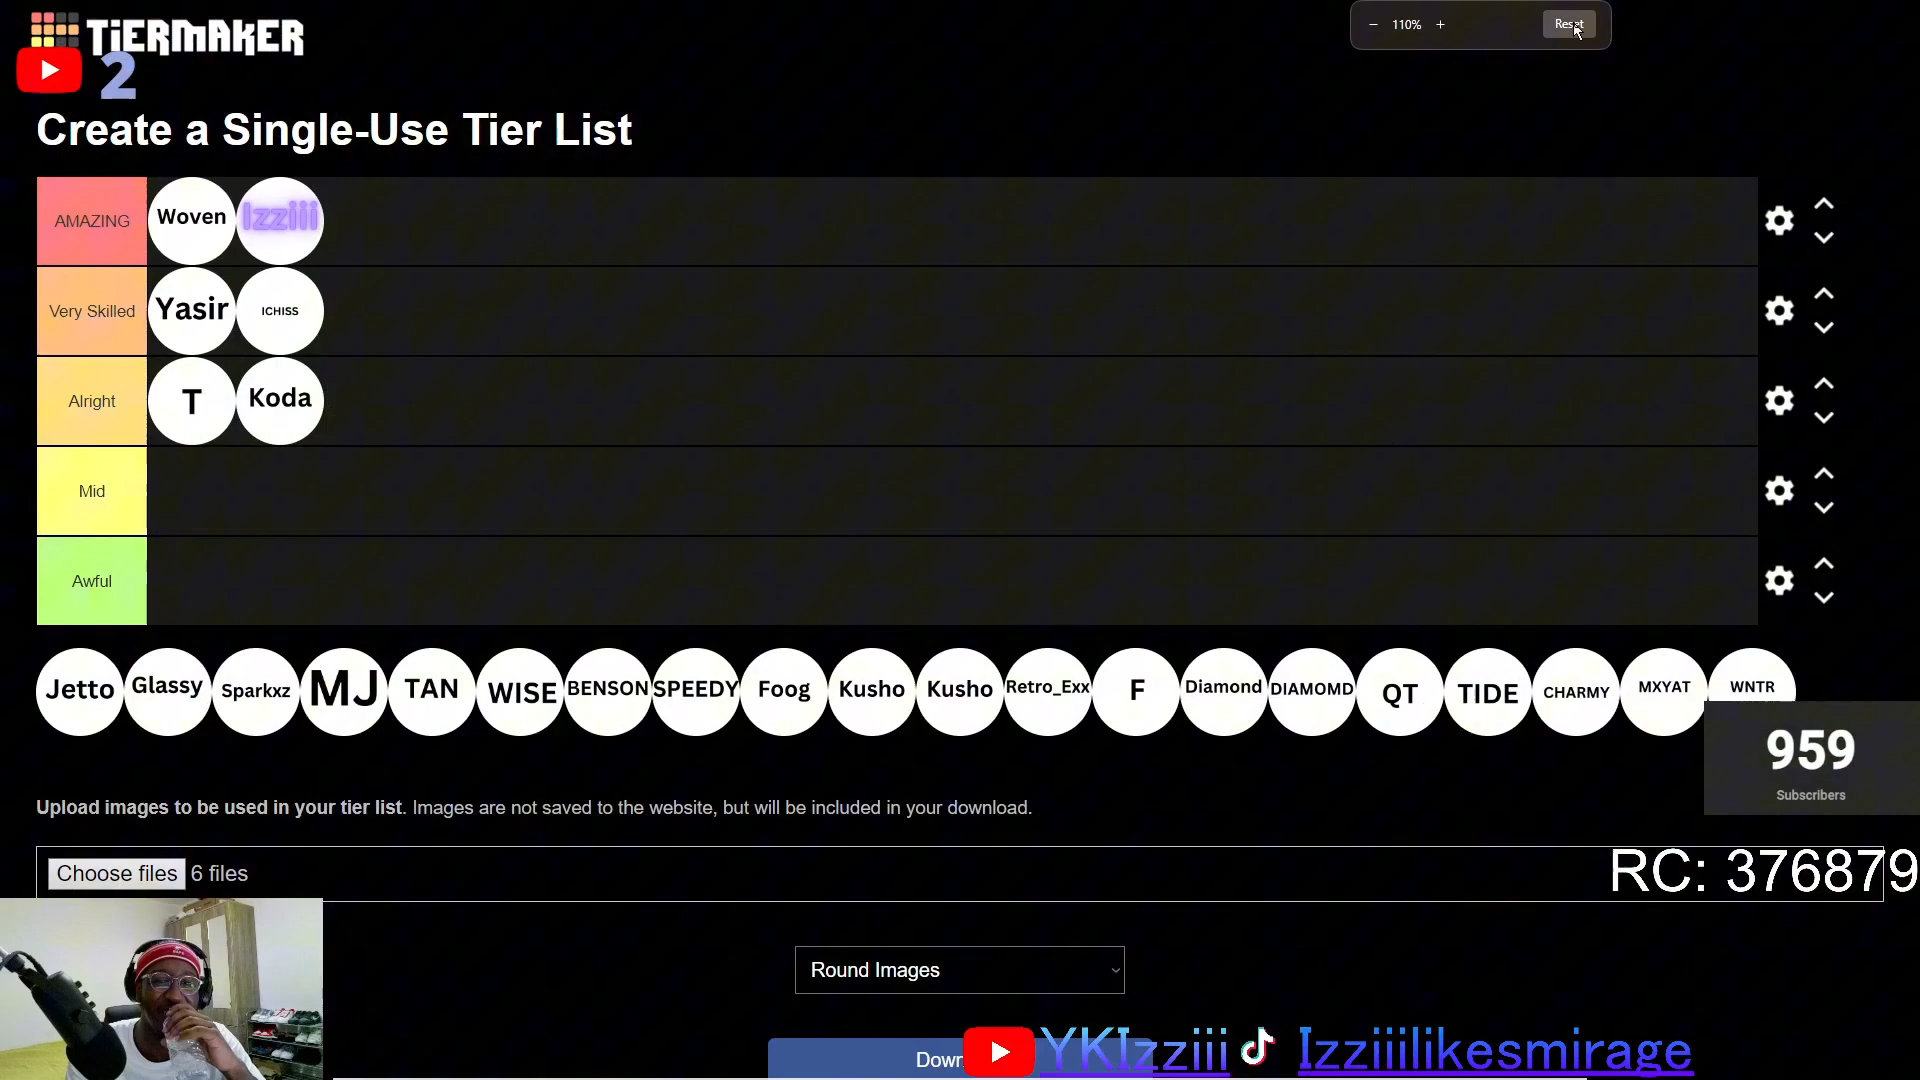 TiERMAKER
2
110%
Reset
Create a Single-Use Tier List
AMAZING
Woven
Izziii
Very Skilled
Yasir
ICHISS
Alright
T
Koda
Mid
Awful
Jetto
Glassy
Sparkxz
MJ
TAN
WISE
BENSON
SPEEDY
Foog
Kusho
Kusho
Retro_Exx
F
Diamond
DIAMOMD
QT
TIDE
CHARMY
MXYAT
WNTR
959
Subscribers
Upload images to be used in your tier list. Images are not saved to the website, but will be included in your download.
Choose files 6 files
RC: 376879
Round Images
Down
YKIzziii
Izziiilikesmirage